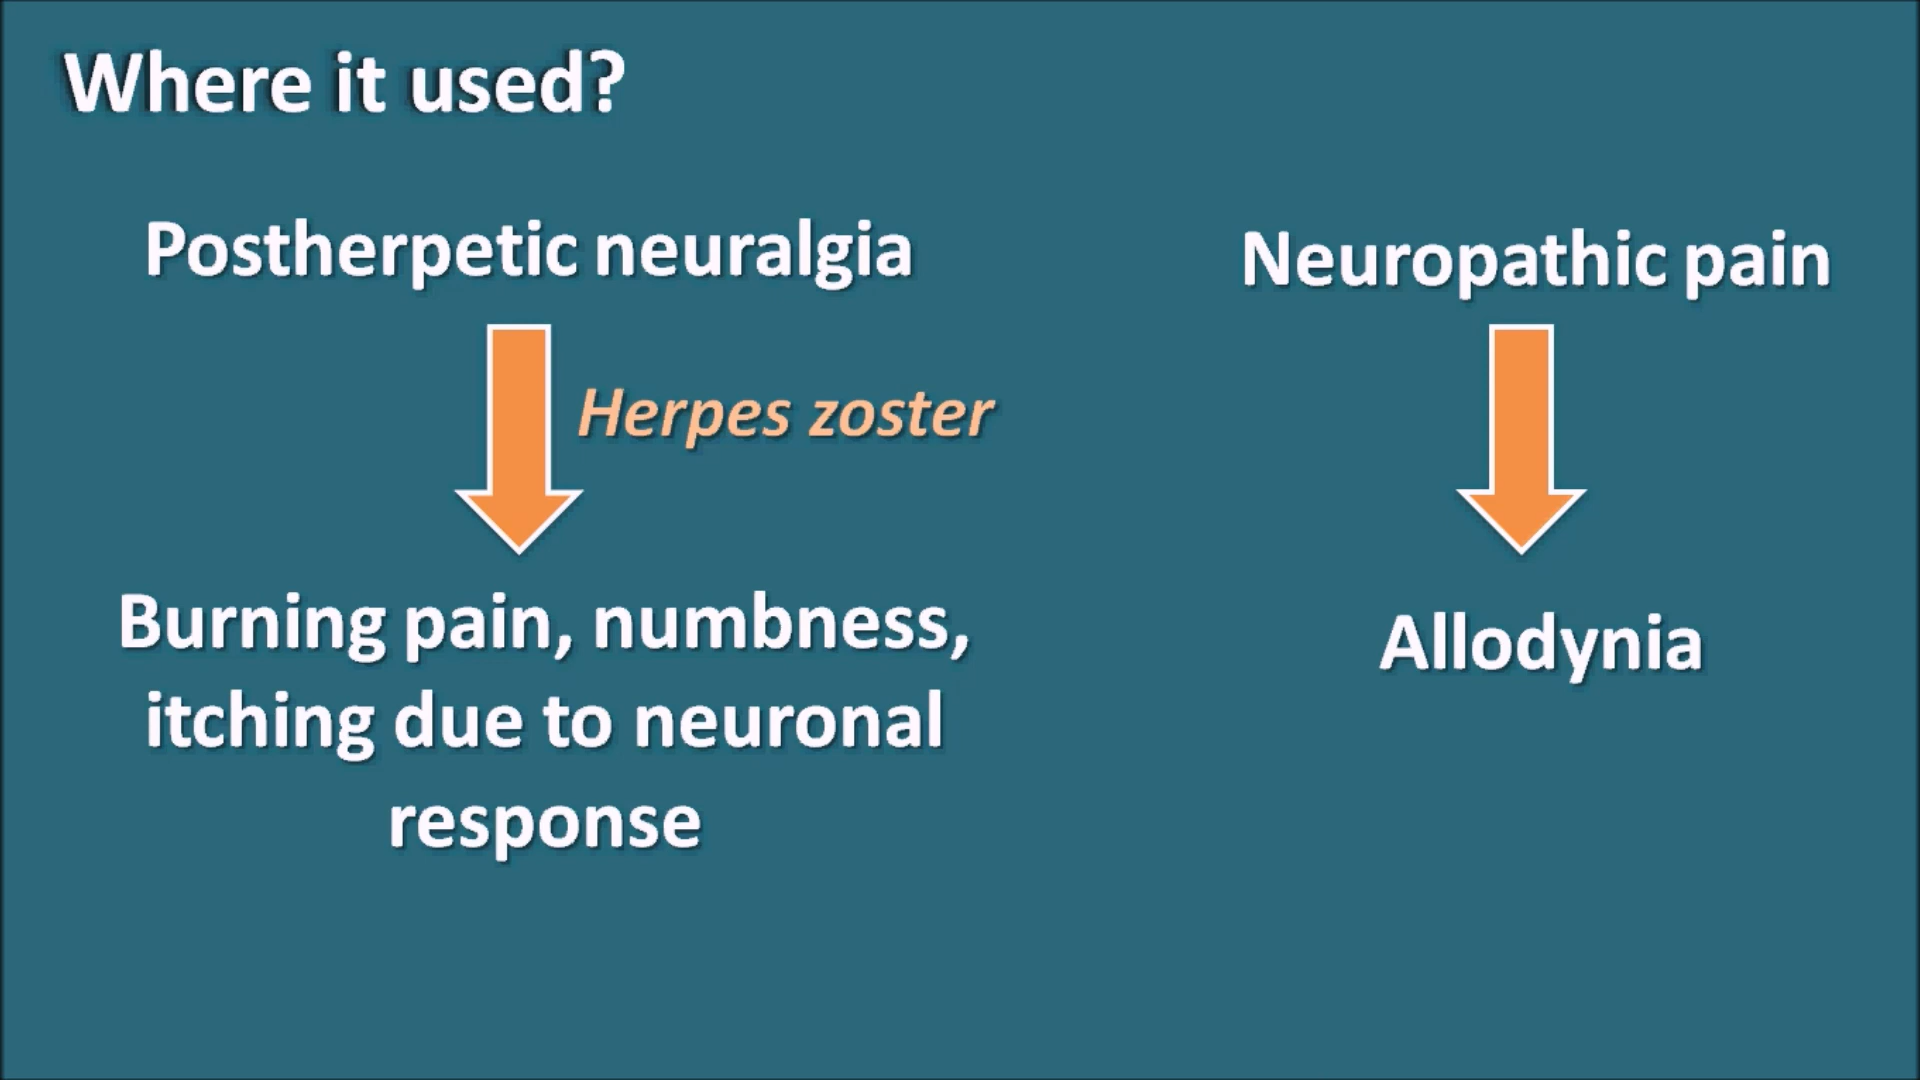 Where it used?
Postherpetic neuralgia
Herpes zoster
Burning pain, numbness,
itching due to neuronal
response
Neuropathic pain
Allodynia